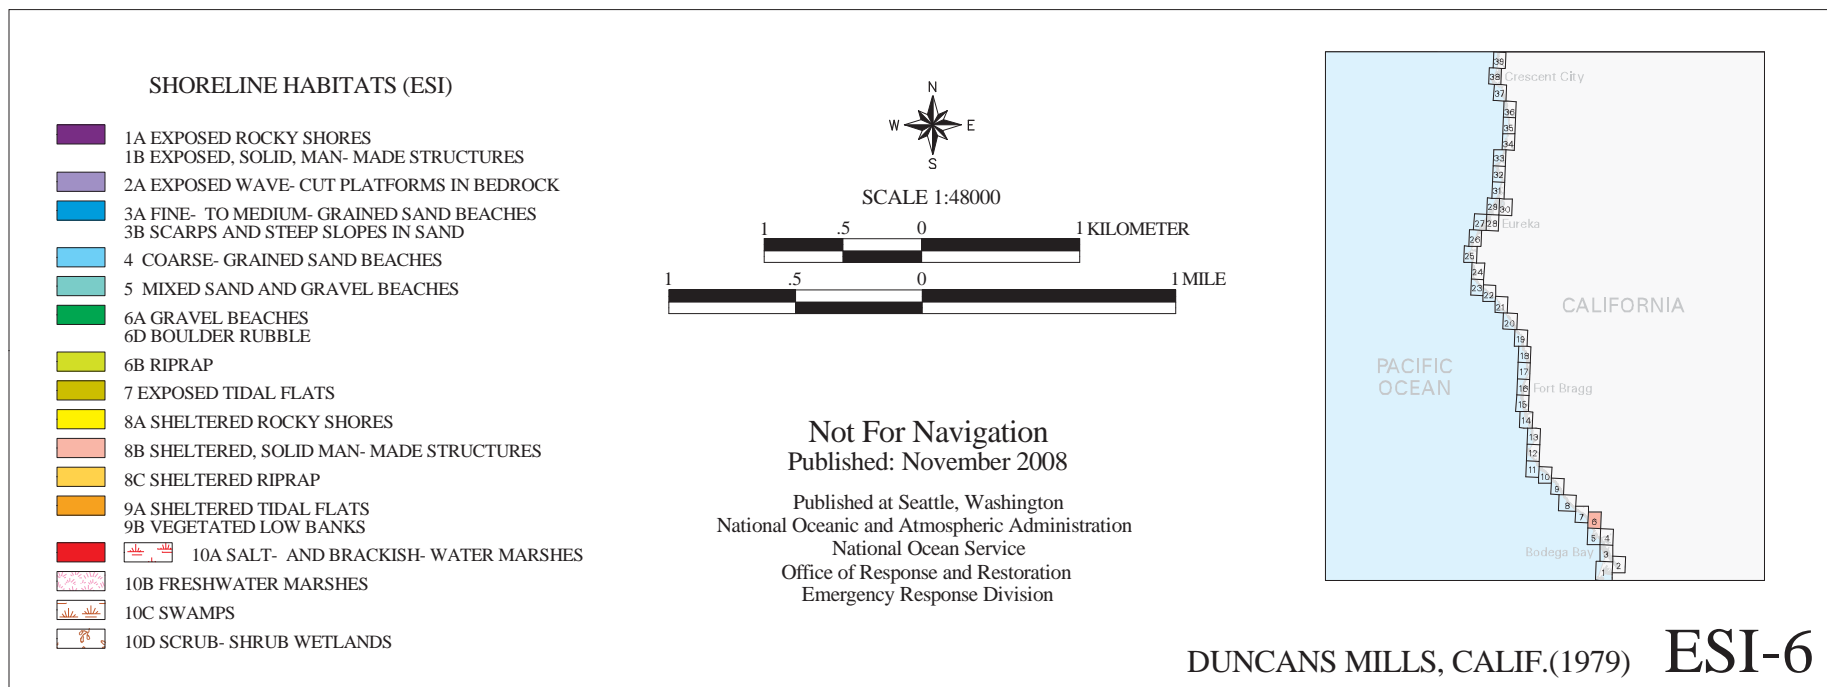 SHORELINE HABITATS (ESI)
1A EXPOSED ROCKY SHORES
1B EXPOSED, SOLID, MAN- MADE STRUCTURES
2A EXPOSED WAVE- CUT PLATFORMS IN BEDROCK
3A FINE- TO MEDIUM- GRAINED SAND BEACHES
3B SCARPS AND STEEP SLOPES IN SAND
4 COARSE- GRAINED SAND BEACHES
5 MIXED SAND AND GRAVEL BEACHES
6A GRAVEL BEACHES
6D BOULDER RUBBLE
6B RIPRAP
7 EXPOSED TIDAL FLATS
8A SHELTERED ROCKY SHORES
8B SHELTERED, SOLID MAN- MADE STRUCTURES
8C SHELTERED RIPRAP
9A SHELTERED TIDAL FLATS
9B VEGETATED LOW BANKS
10A SALT- AND BRACKISH- WATER MARSHES
10B FRESHWATER MARSHES
10C SWAMPS
10D SCRUB- SHRUB WETLANDS
N
W E
S
SCALE 1:48000
1 .5 0 1 KILOMETER
1 .5 0 1 MILE
Not For Navigation
Published: November 2008
Published at Seattle, Washington
National Oceanic and Atmospheric Administration
National Ocean Service
Office of Response and Restoration
Emergency Response Division
39
38 Crescent City
37
36
35
34
33
32
31
29 30
27 28 Eureka
26
25
24
23
22
21
CALIFORNIA
20
19
18
PACIFIC
17
OCEAN
16 Fort Bragg
15
14
13
12
11
10
9
8
7
6
5 4
Bodega Bay 3
2
1
DUNCANS MILLS, CALIF.(1979) ESI-6